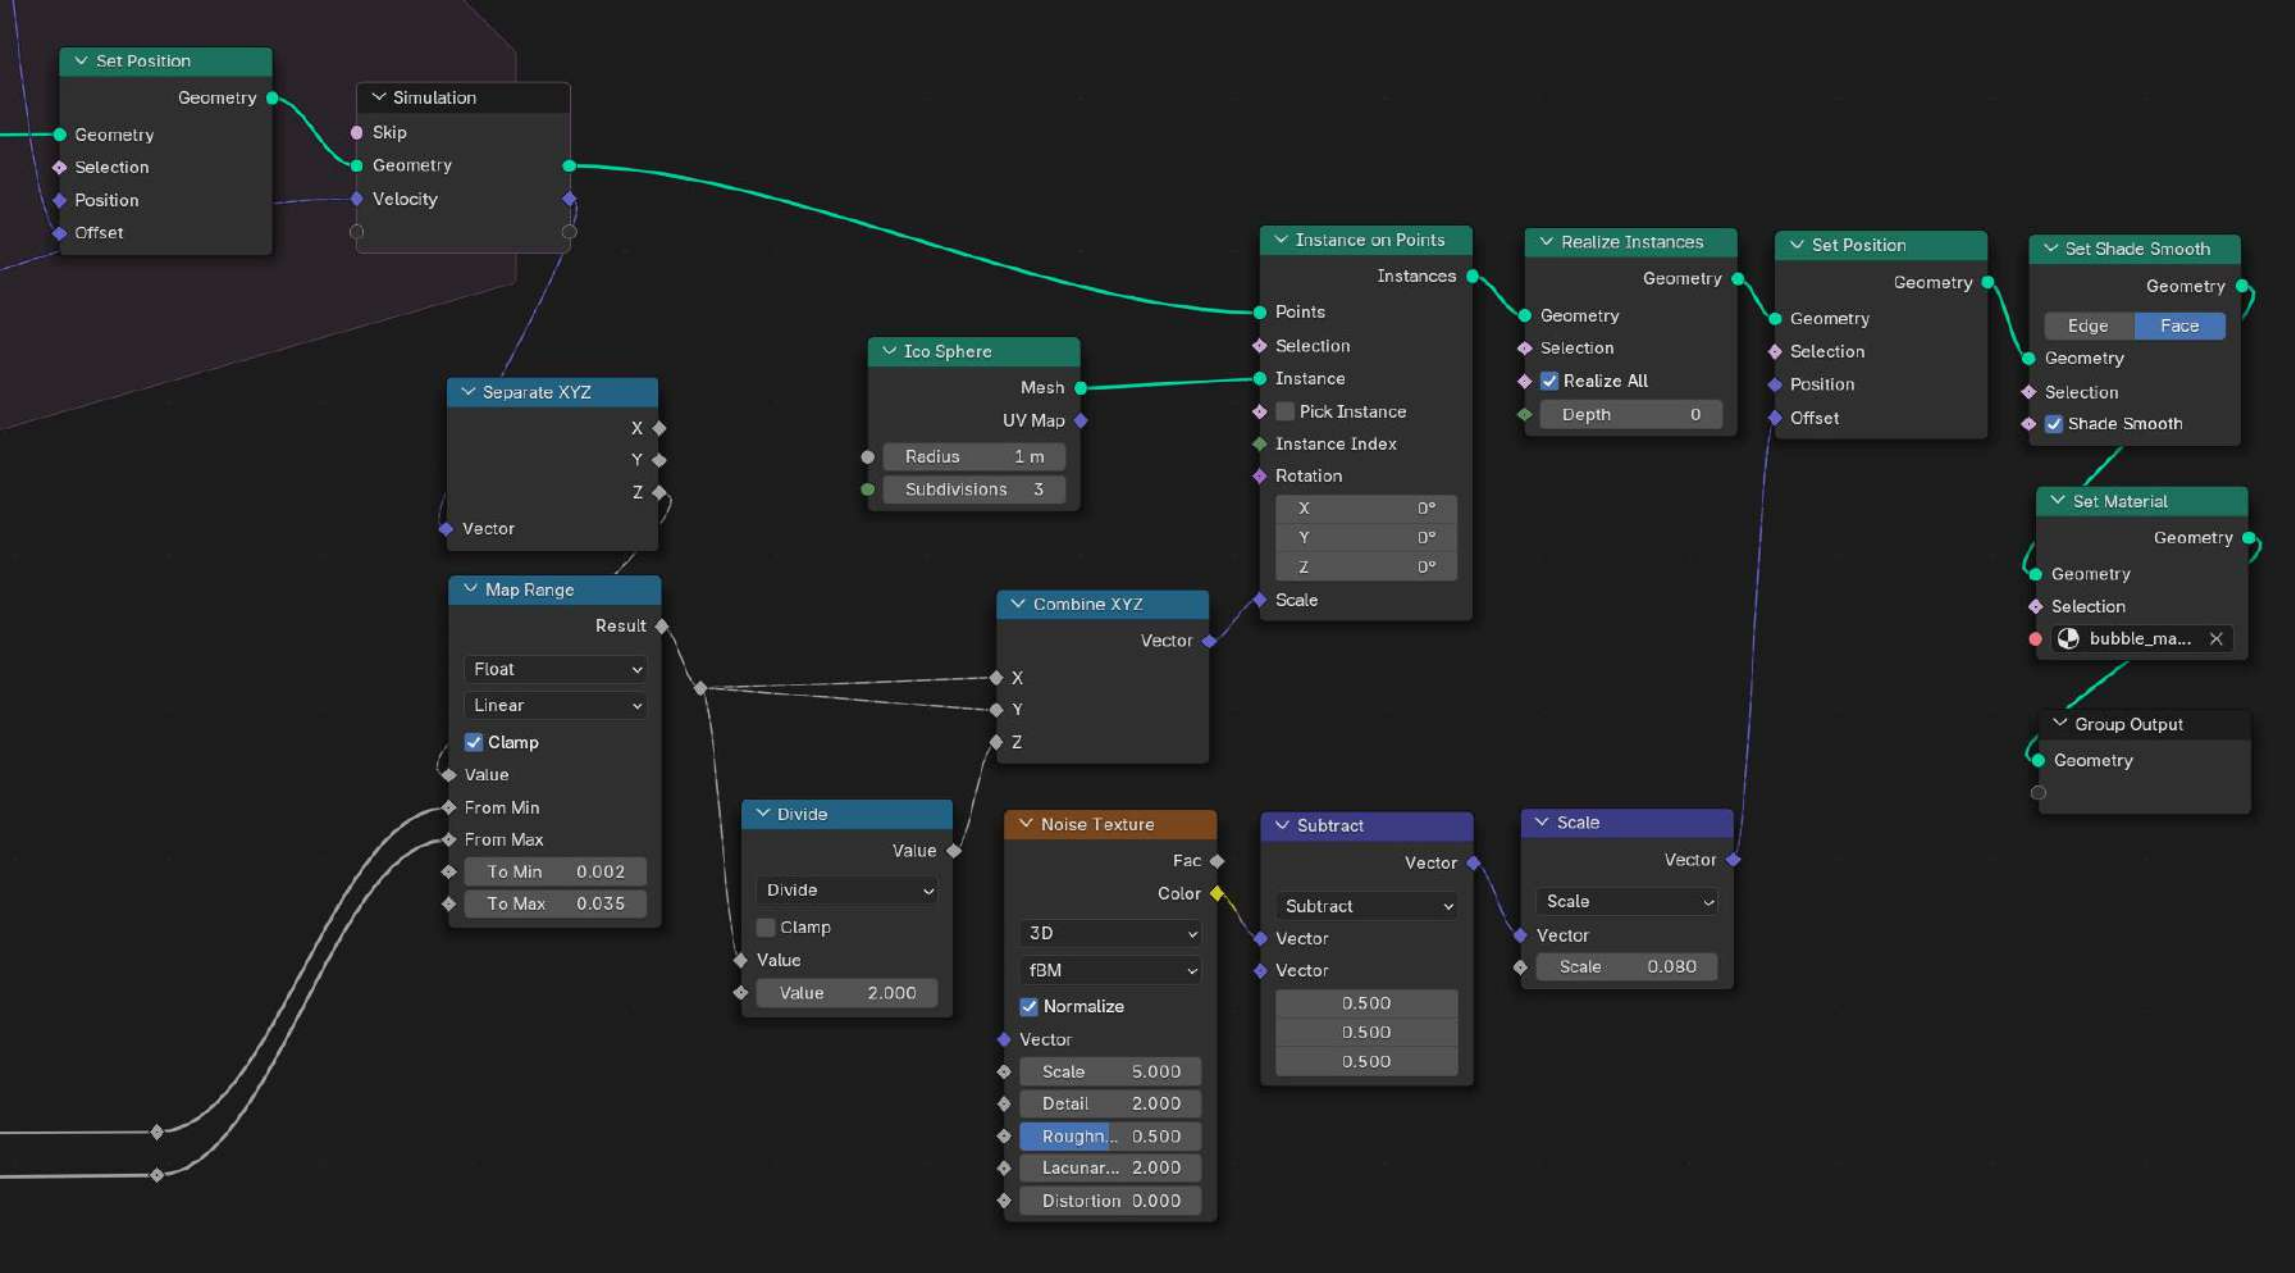 Set Position
Geometry
Geometry
Selection
Position
Offset
Simulation
Skip
Geometry
Velocity
Separate XYZ
X
Y
Z
Vector
Map Range
Result
Float
Linear
Clamp
Value
From Min
From Max
To Min 0.002
To Max 0.035
Ico Sphere
Mesh
UV Map
Radius 1 m
Subdivisions 3
Divide
Value
Divide
Clamp
Value
Value 2.000
Combine XYZ
Vector
X
Y
Z
Noise Texture
Fac
Color
3D
fBM
Normalize
Vector
Scale 5.000
Detail 2.000
Roughn... 0.500
Lacunar... 2.000
Distortion 0.000
Instance on Points
Instances
Points
Selection
Instance
Pick Instance
Instance Index
Rotation
X 0°
Y 0°
Z 0°
Scale
Subtract
Vector
Subtract
Vector
Vector
0.500
0.500
0.500
Realize Instances
Geometry
Geometry
Selection
Realize All
Depth 0
Scale
Vector
Scale
Vector
Scale 0.080
Set Position
Geometry
Geometry
Selection
Position
Offset
Set Shade Smooth
Geometry
Edge Face
Geometry
Selection
Shade Smooth
Set Material
Geometry
Geometry
Selection
bubble_ma...
Group Output
Geometry